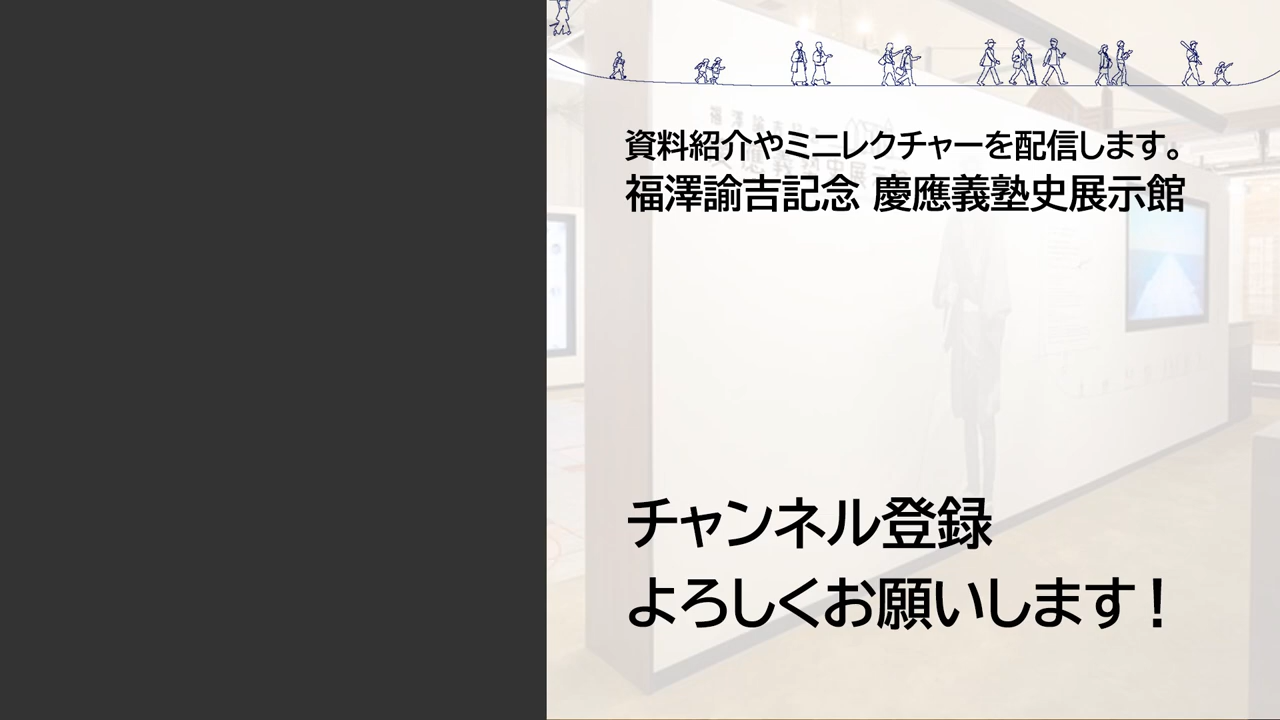 資料紹介やミニレクチャーを配信します。
福澤諭吉記念 慶應義塾史展示館
チャンネル登録
よろしくお願いします！